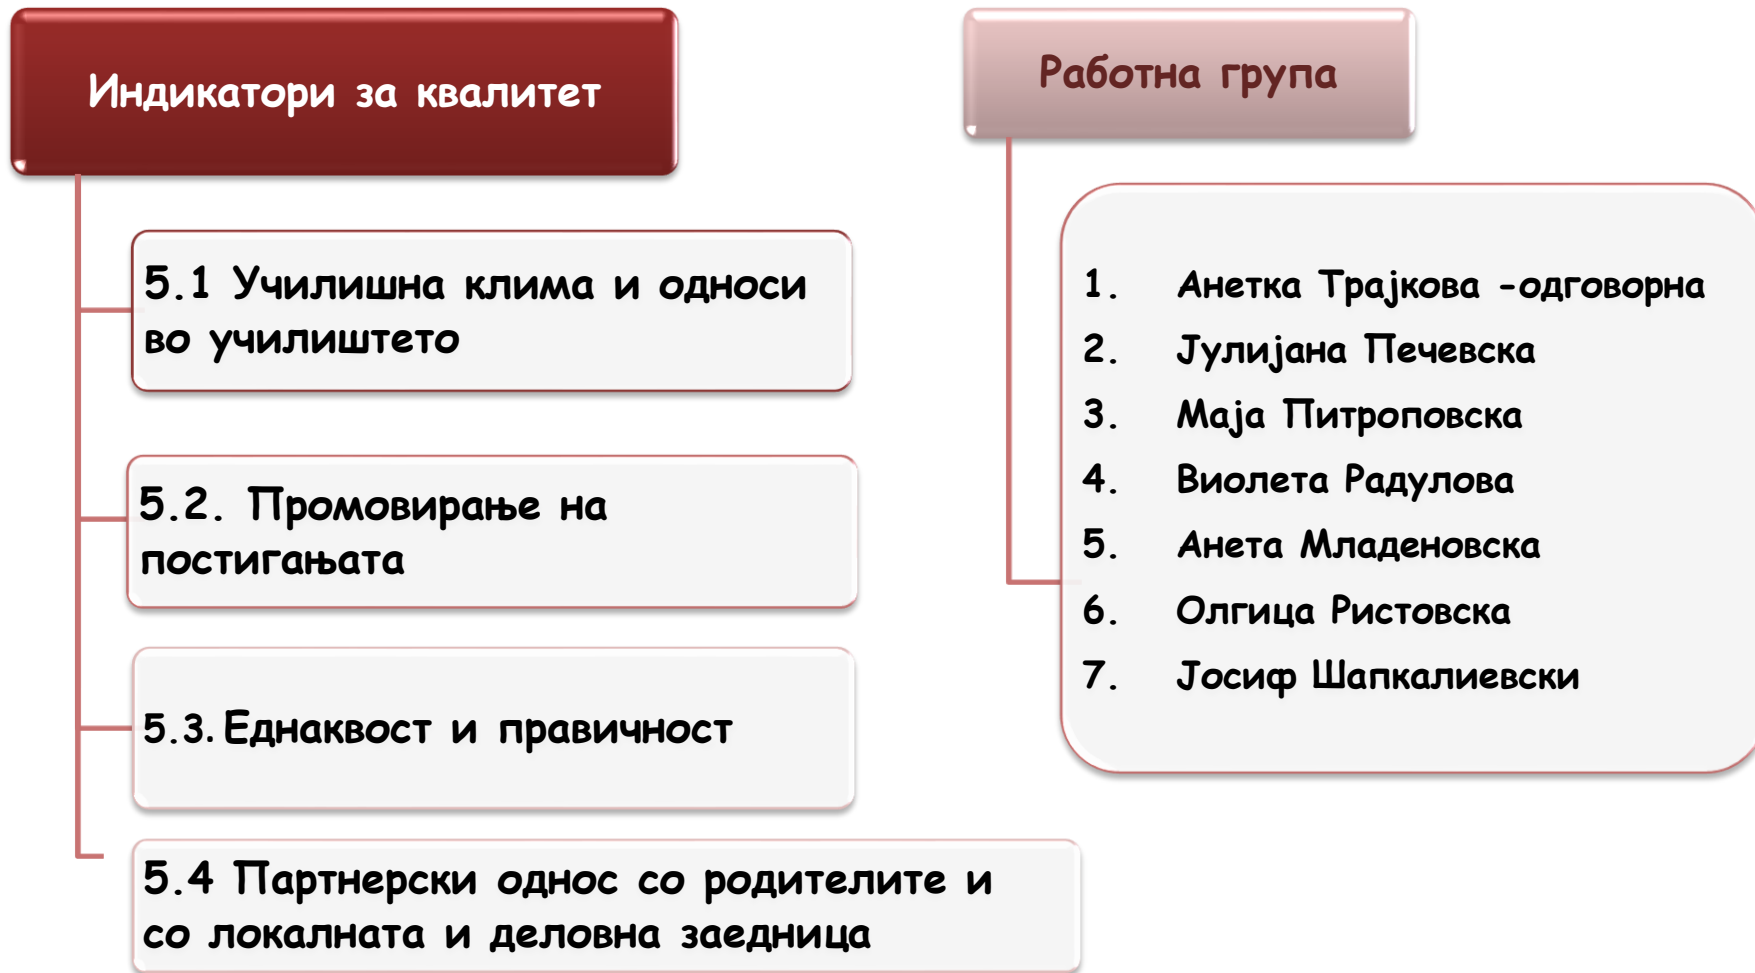 Индикатори за квалитет
5.1 Училишна клима и односи
во училиштето
5.2. Промовирање на
постигањата
5.3. Еднаквост и правичност
5.4 Партнерски однос со родителите и
со локалната и деловна заедница
Работна група
1. Анетка Трајкова -одговорна
2. Јулијана Печевска
3. Маја Питроповска
4. Виолета Радулова
5. Анета Младеновска
6. Олгица Ристовска
7. Јосиф Шапкалиевски